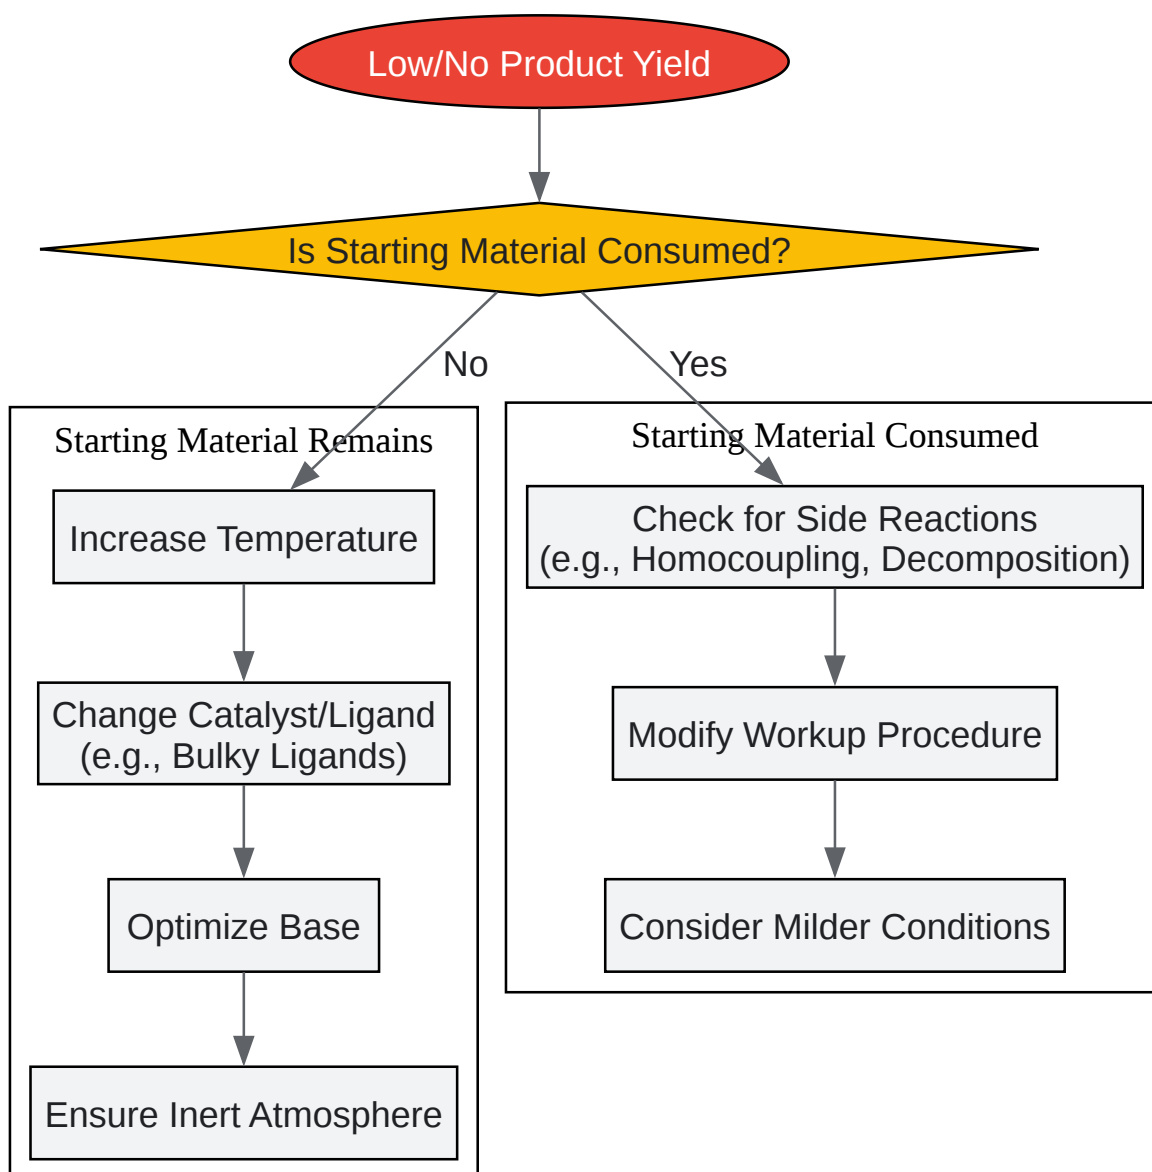 Low/No Product Yield
Is Starting Material Consumed?
No
Yes
Starting Material Remains
Increase Temperature
Change Catalyst/Ligand
(e.g., Bulky Ligands)
Optimize Base
Ensure Inert Atmosphere
Starting Material Consumed
Check for Side Reactions
(e.g., Homocoupling, Decomposition)
Modify Workup Procedure
Consider Milder Conditions